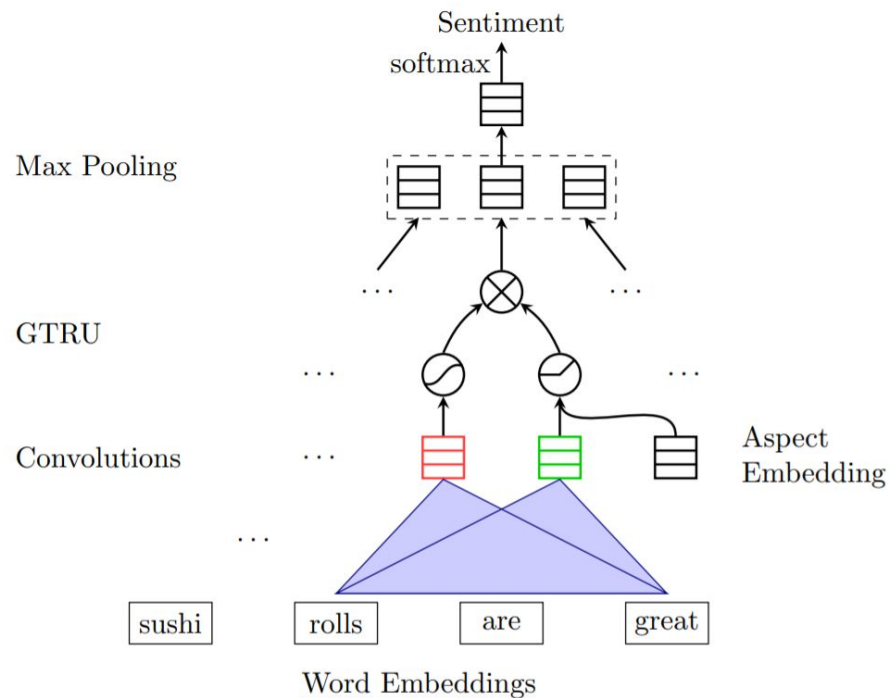 Sentiment
softmax
Max Pooling
. . .
. . .
GTRU
. . .
. . .
Convolutions
. . .
Aspect
Embedding
. . .
sushi
rolls
are
great
Word Embeddings